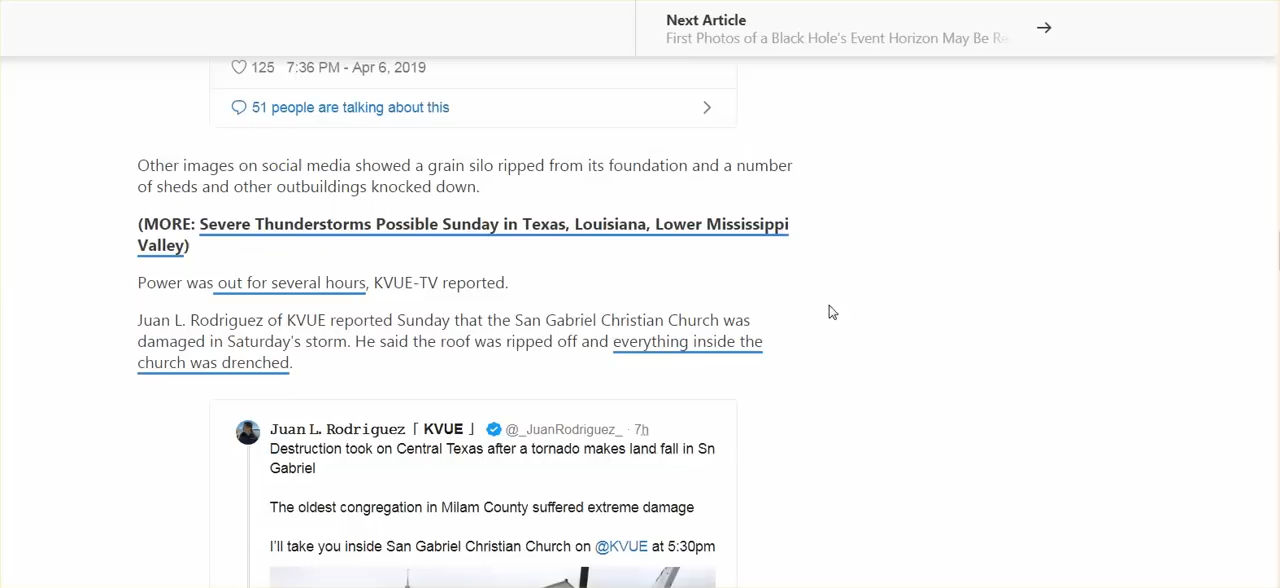 Next Article
First Photos of a Black Hole's Event Horizon May Be Re
125 7:36 PM - Apr 6, 2019
51 people are talking about this
Other images on social media showed a grain silo ripped from its foundation and a number
of sheds and other outbuildings knocked down.
(MORE: Severe Thunderstorms Possible Sunday in Texas, Louisiana, Lower Mississippi
Valley)
Power was out for several hours, KVUE-TV reported.
Juan L. Rodriguez of KVUE reported Sunday that the San Gabriel Christian Church was
damaged in Saturday's storm. He said the roof was ripped off and everything inside the
church was drenched.
Juan L. Rodriguez「KVUE」 @_JuanRodriguez_ · 7h
Destruction took on Central Texas after a tornado makes land fall in Sn
Gabriel
The oldest congregation in Milam County suffered extreme damage
I'll take you inside San Gabriel Christian Church on @KVUE at 5:30pm